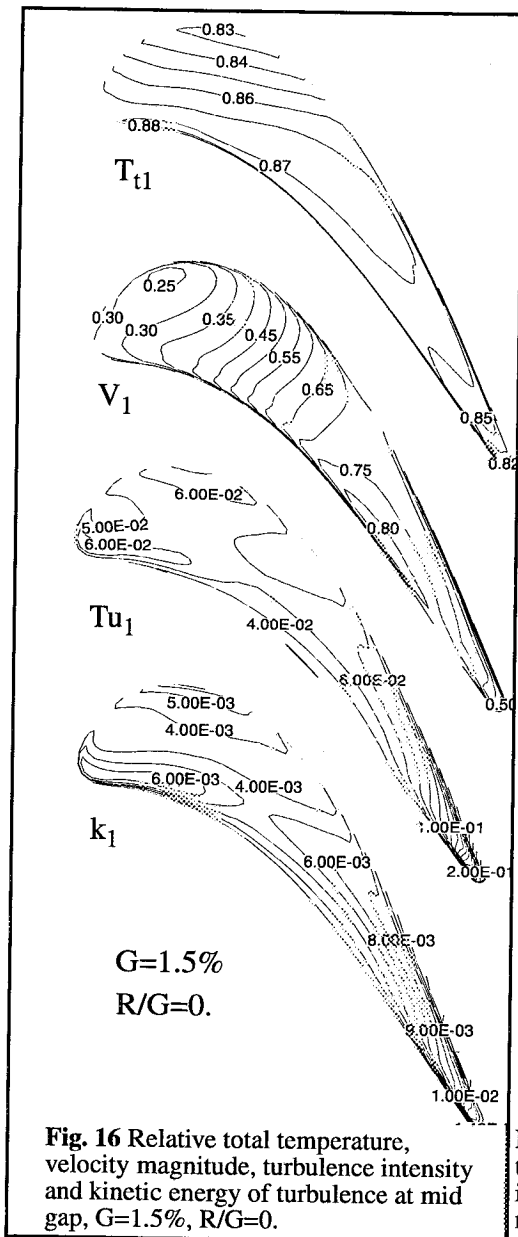 0.83
0.84
0.86
0.88
0.87
T_t1
0.25
0.30
0.30
0.35
0.45
0.55
0.65
V_1
0.85
0.82
0.75
0.80
6.00E-02
5.00E-02
6.00E-02
Tu_1
4.00E-02
6.00E-02
0.50
5.00E-03
4.00E-03
6.00E-03
4.00E-03
k_1
6.00E-03
1.00E-01
2.00E-01
8.00E-03
G=1.5%
R/G=0.
9.00E-03
1.00E-02
Fig. 16 Relative total temperature,
velocity magnitude, turbulence intensity
and kinetic energy of turbulence at mid
gap, G=1.5%, R/G=0.